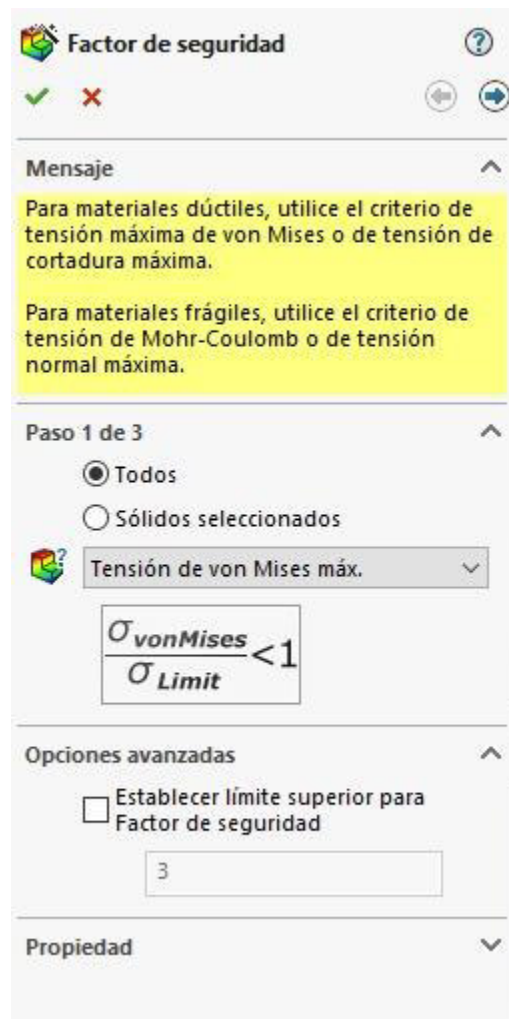 Factor de seguridad
Mensaje
Para materiales dúctiles, utilice el criterio de
tensión máxima de von Mises o de tensión de
cortadura máxima.
Para materiales frágiles, utilice el criterio de
tensión de Mohr-Coulomb o de tensión
normal máxima.
Paso 1 de 3
Todos
Sólidos seleccionados
Tensión de von Mises máx.
σ vonMises
σ Limit
<1
Opciones avanzadas
Establecer límite superior para
Factor de seguridad
3
Propiedad